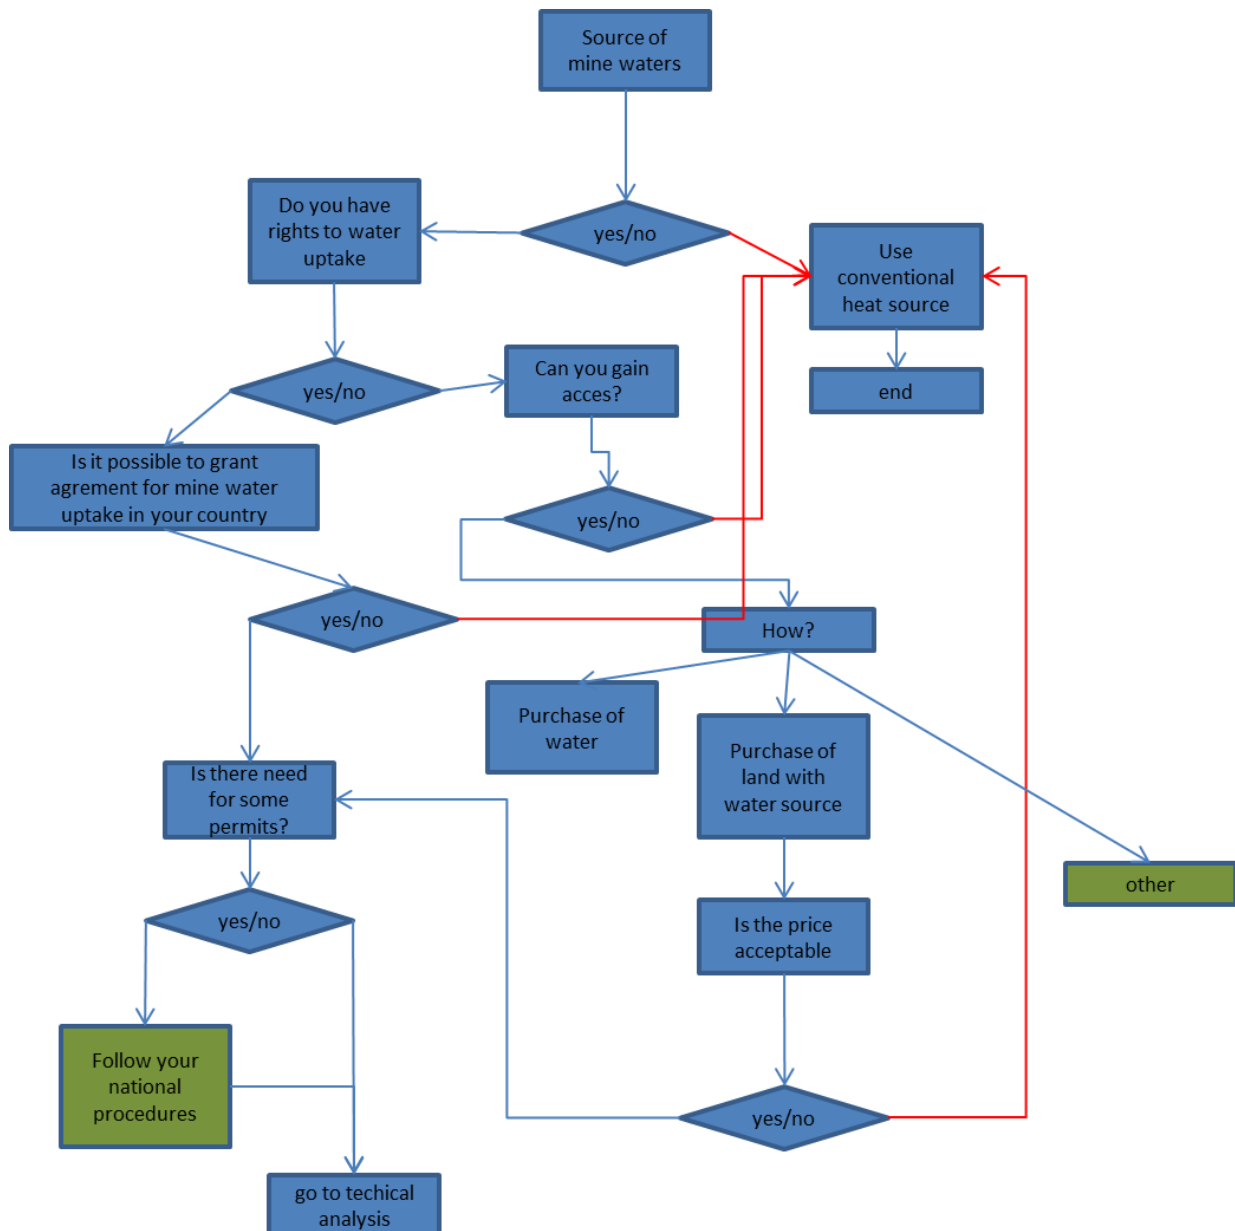 Source of
mine waters
Do you have
rights to water
uptake
yes/no
Use
conventional
heat source
yes/no
Can you gain
acces?
end
Is it possible to grant
agrement for mine water
uptake in your country
yes/no
yes/no
How?
Purchase of
water
Purchase of
land with
water source
Is there need
for some
permits?
other
yes/no
Is the price
acceptable
Follow your
national
procedures
yes/no
go to techical
analysis